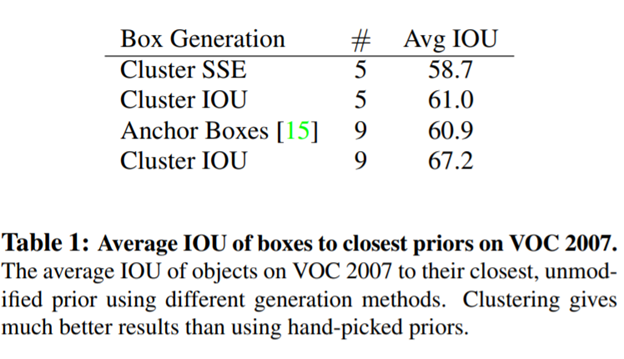 Box Generation # Avg IOU
Cluster SSE 5 58.7
Cluster IOU 5 61.0
Anchor Boxes [15] 9 60.9
Cluster IOU 9 67.2
Table 1: Average IOU of boxes to closest priors on VOC 2007.
The average IOU of objects on VOC 2007 to their closest, unmod-
ified prior using different generation methods. Clustering gives
much better results than using hand-picked priors.